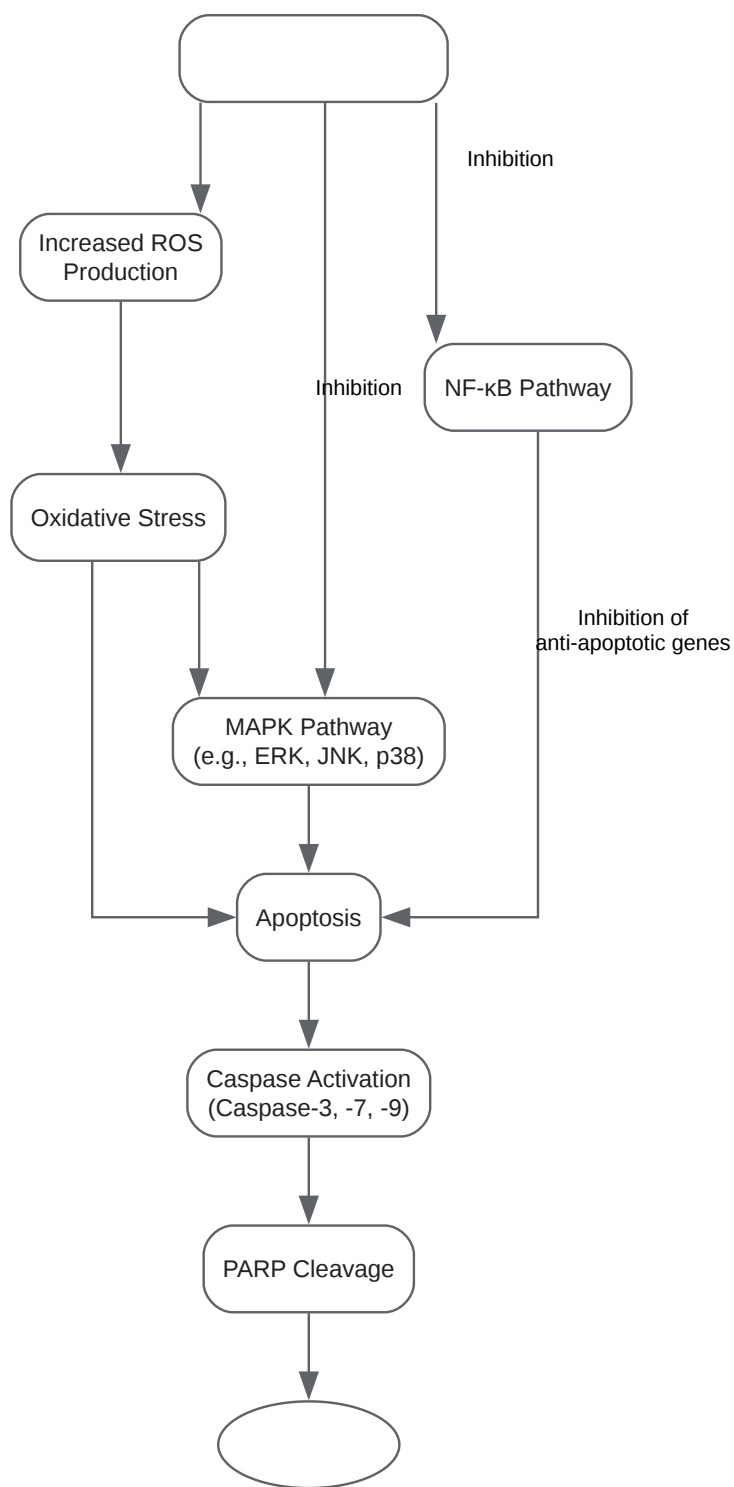 Inhibition
Increased ROS
Production
Inhibition
NF-κB Pathway
Oxidative Stress
Inhibition of
anti-apoptotic genes
MAPK Pathway
(e.g., ERK, JNK, p38)
Apoptosis
Caspase Activation
(Caspase-3, -7, -9)
PARP Cleavage